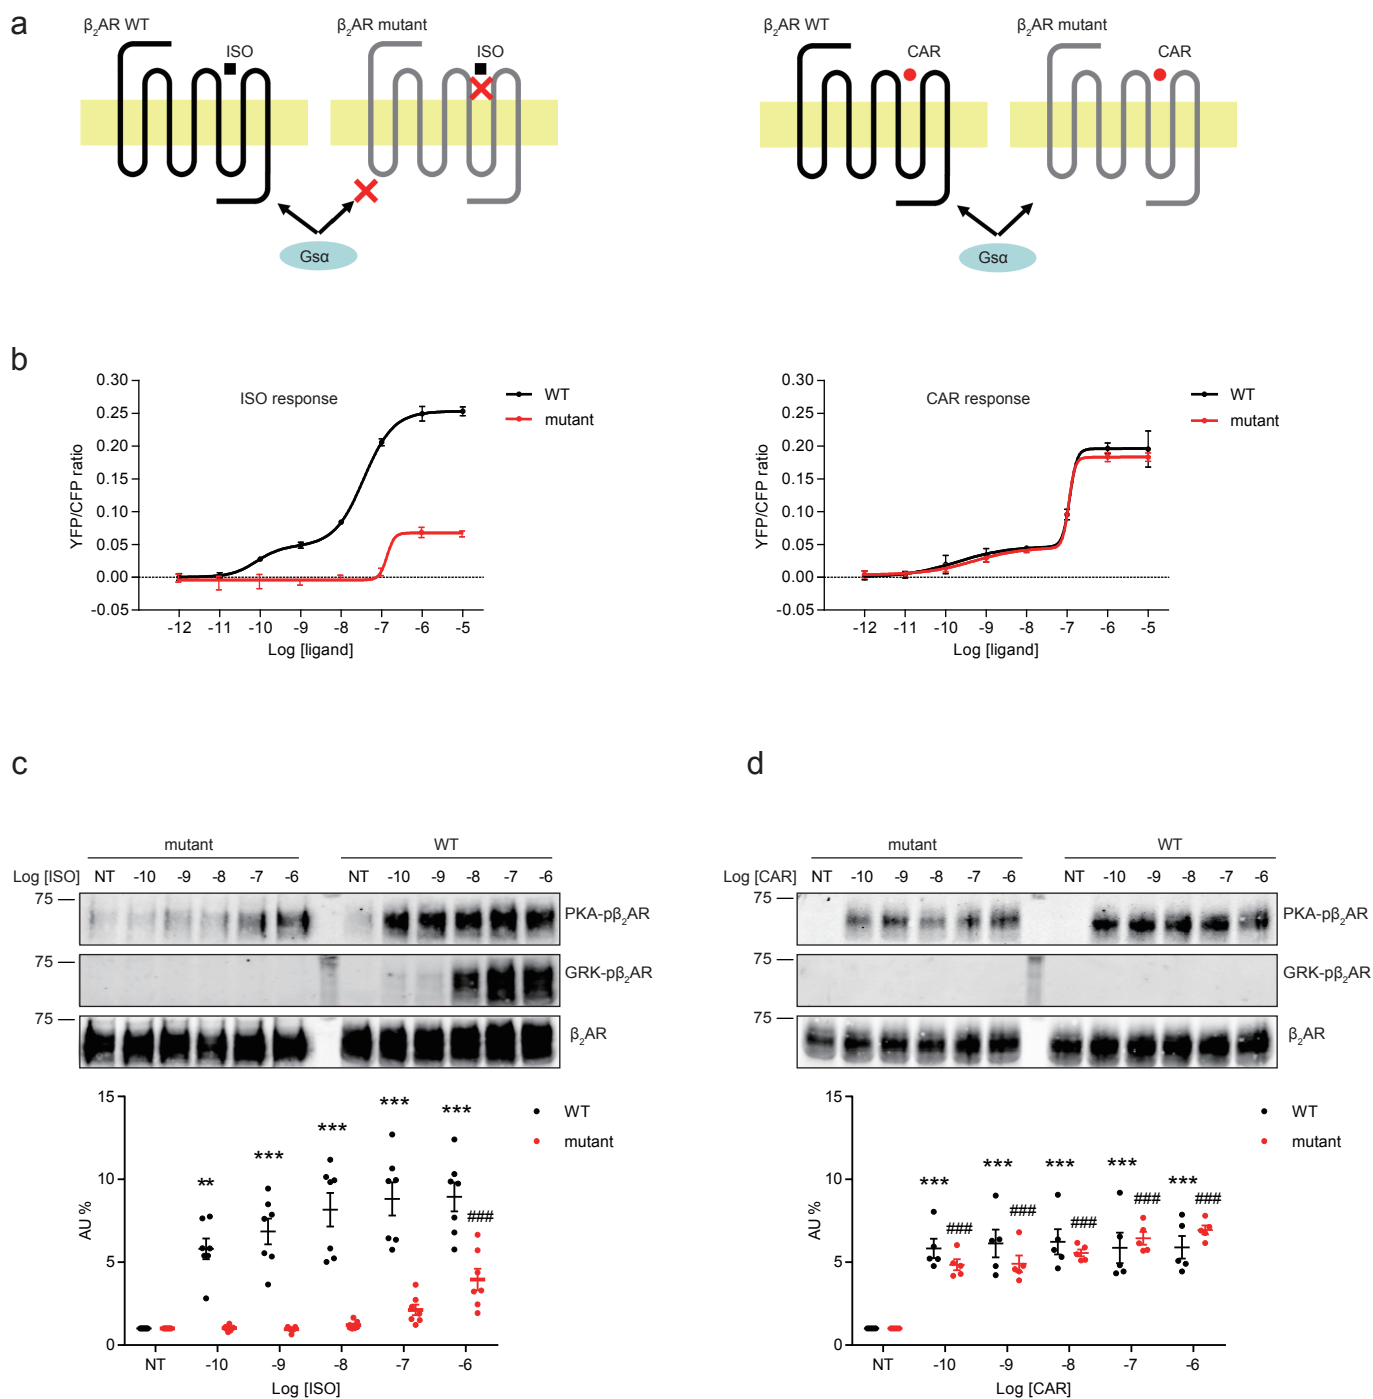 a
β₂AR WT
β₂AR mutant
ISO
ISO
Gsα
β₂AR WT
β₂AR mutant
CAR
CAR
Gsα
b
ISO response
WT
mutant
YFP/CFP ratio
0.30
0.25
0.20
0.15
0.10
0.05
0.00
-0.05
-12 -11 -10 -9 -8 -7 -6 -5
Log [ligand]
CAR response
WT
mutant
YFP/CFP ratio
0.30
0.25
0.20
0.15
0.10
0.05
0.00
-0.05
-12 -11 -10 -9 -8 -7 -6 -5
Log [ligand]
c
mutant WT
Log [ISO] NT -10 -9 -8 -7 -6 NT -10 -9 -8 -7 -6
75 PKA-pβ₂AR
75 GRK-pβ₂AR
75 β₂AR
WT
mutant
AU %
15
10
5
0
** *** *** *** ***
###
NT -10 -9 -8 -7 -6
Log [ISO]
d
mutant WT
Log [CAR] NT -10 -9 -8 -7 -6 NT -10 -9 -8 -7 -6
75 PKA-pβ₂AR
75 GRK-pβ₂AR
75 β₂AR
WT
mutant
AU %
15
10
5
0
*** *** *** *** ***
### ### ### ### ###
NT -10 -9 -8 -7 -6
Log [CAR]